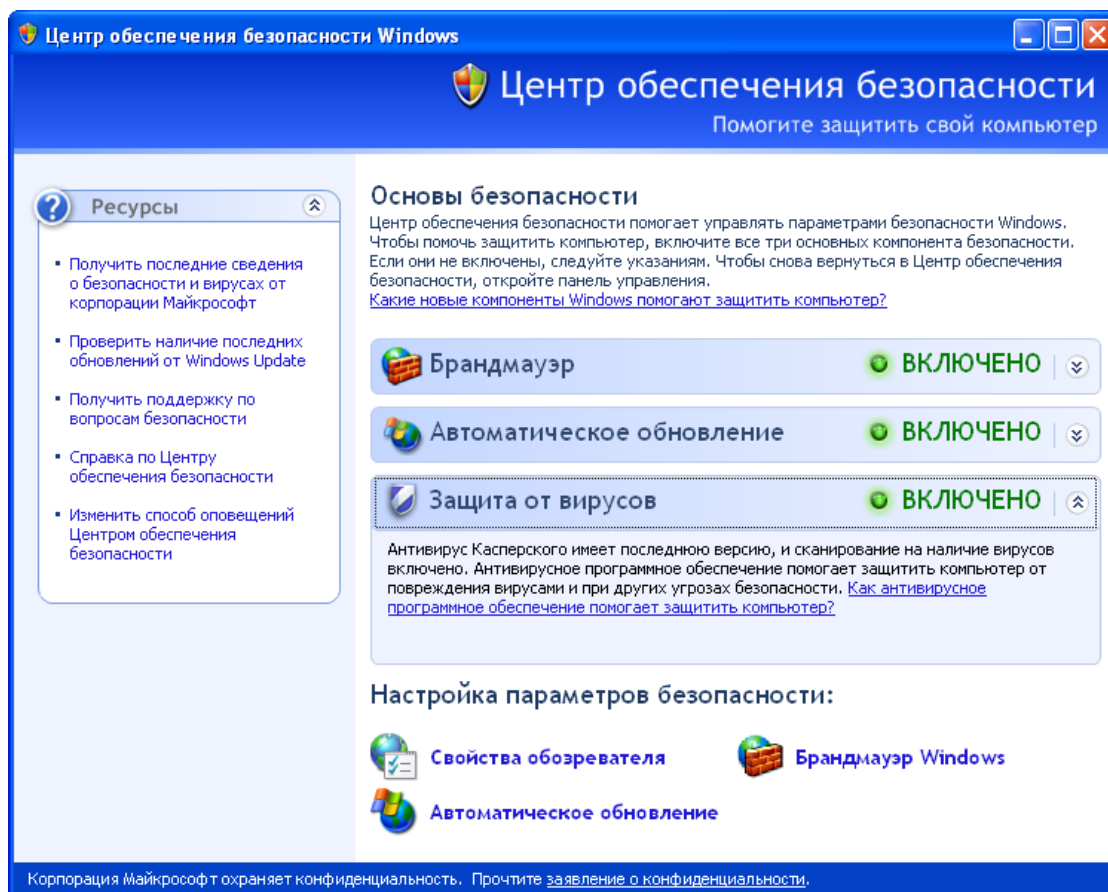 Центр обеспечения безопасности Windows
Центр обеспечения безопасности
Помогите защитить свой компьютер
Ресурсы
Получить последние сведения
о безопасности и вирусах от
корпорации Майкрософт
Проверить наличие последних
обновлений от Windows Update
Получить поддержку по
вопросам безопасности
Справка по Центру
обеспечения безопасности
Изменить способ оповещений
Центром обеспечения
безопасности
Основы безопасности
Центр обеспечения безопасности помогает управлять параметрами безопасности Windows.
Чтобы помочь защитить компьютер, включите все три основных компонента безопасности.
Если они не включены, следуйте указаниям. Чтобы снова вернуться в Центр обеспечения
безопасности, откройте панель управления.
Какие новые компоненты Windows помогают защитить компьютер?
Брандмауэр ВКЛЮЧЕНО
Автоматическое обновление ВКЛЮЧЕНО
Защита от вирусов ВКЛЮЧЕНО
Антивирус Касперского имеет последнюю версию, и сканирование на наличие вирусов
включено. Антивирусное программное обеспечение помогает защитить компьютер от
повреждения вирусами и при других угрозах безопасности. Как антивирусное
программное обеспечение помогает защитить компьютер?
Настройка параметров безопасности:
Свойства обозревателя
Брандмауэр Windows
Автоматическое обновление
Корпорация Майкрософт охраняет конфиденциальность. Прочтите заявление о конфиденциальности.